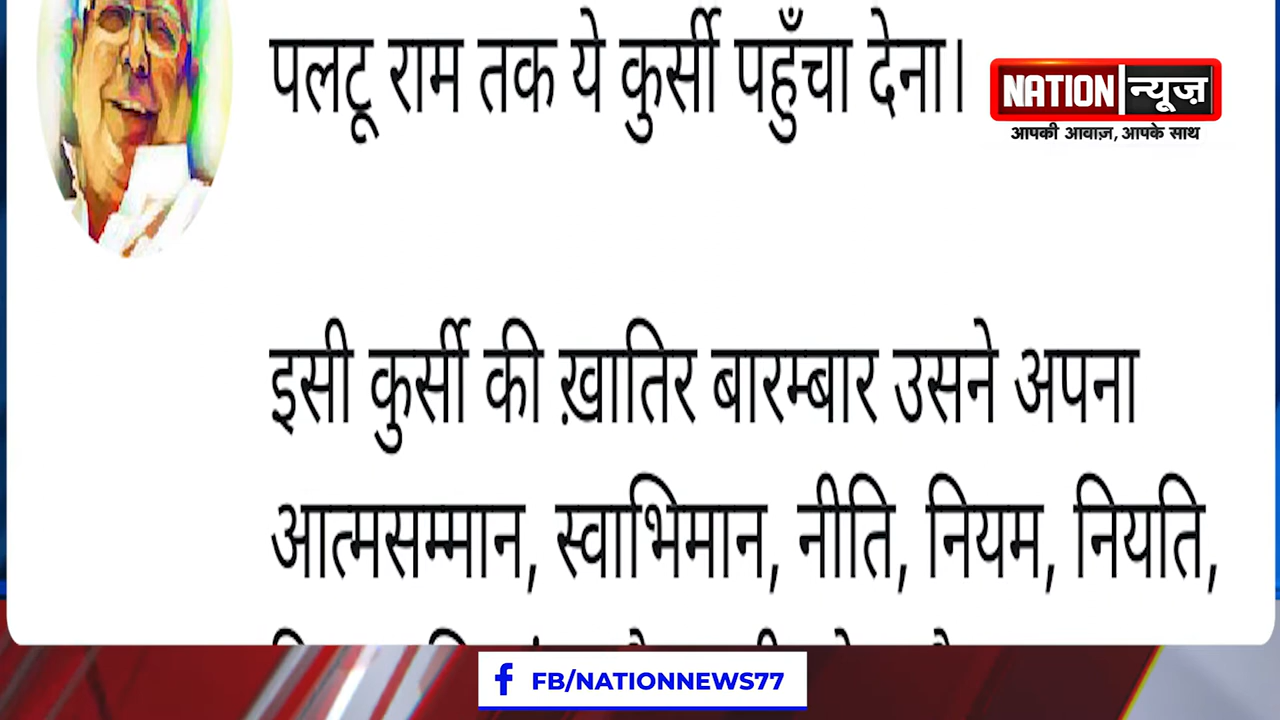 पलटू राम तक ये कुर्सी पहुँचा देना।
NATION न्यूज़
आपकी आवाज़, आपके साथ
इसी कुर्सी की ख़ातिर बारम्बार उसने अपना
आत्मसम्मान, स्वाभिमान, नीति, नियम, नियति,
FB/NATIONNEWS77